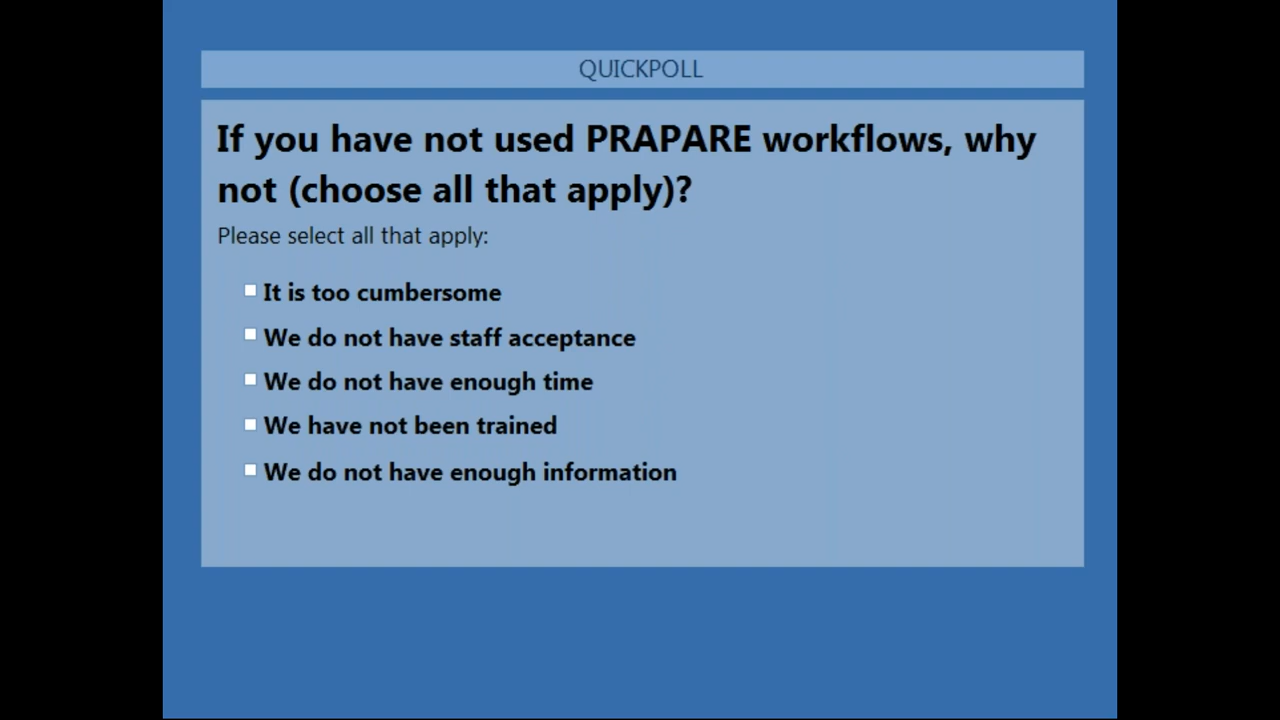 QUICKPOLL
If you have not used PRAPARE workflows, why
not (choose all that apply)?
Please select all that apply:
It is too cumbersome
We do not have staff acceptance
We do not have enough time
We have not been trained
We do not have enough information